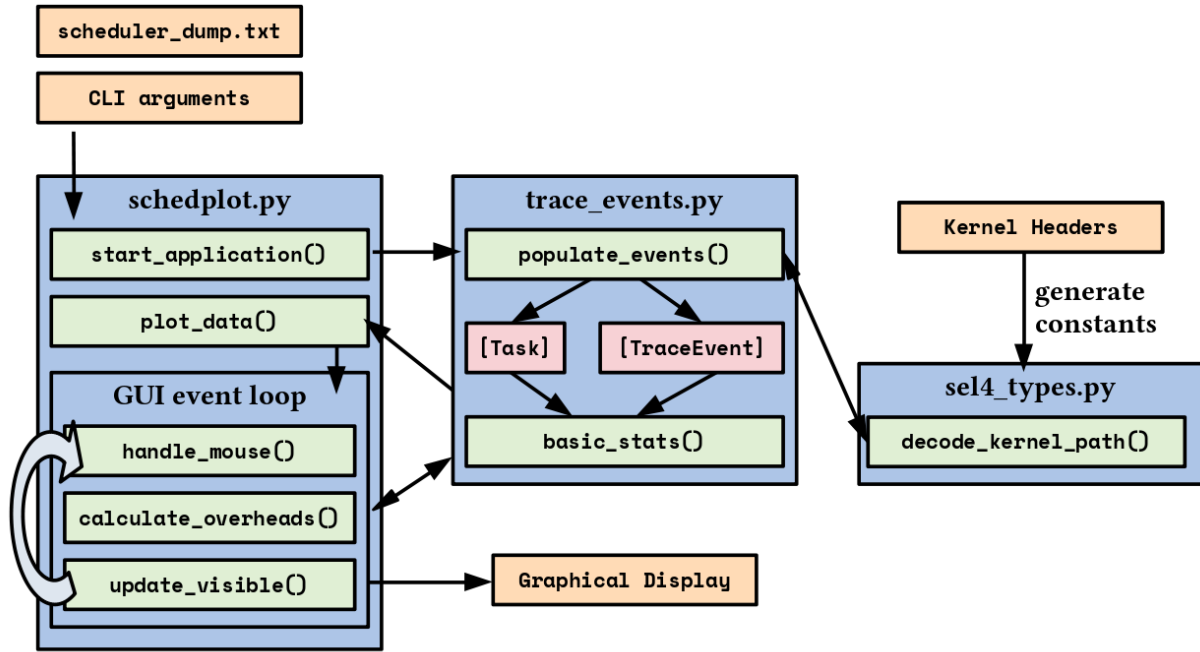 scheduler_dump.txt
CLI arguments
schedplot.py
start_application()
plot_data()
GUI event loop
handle_mouse()
calculate_overheads()
update_visible()
trace_events.py
populate_events()
[Task]
[TraceEvent]
basic_stats()
Graphical Display
Kernel Headers
generate
constants
sel4_types.py
decode_kernel_path()